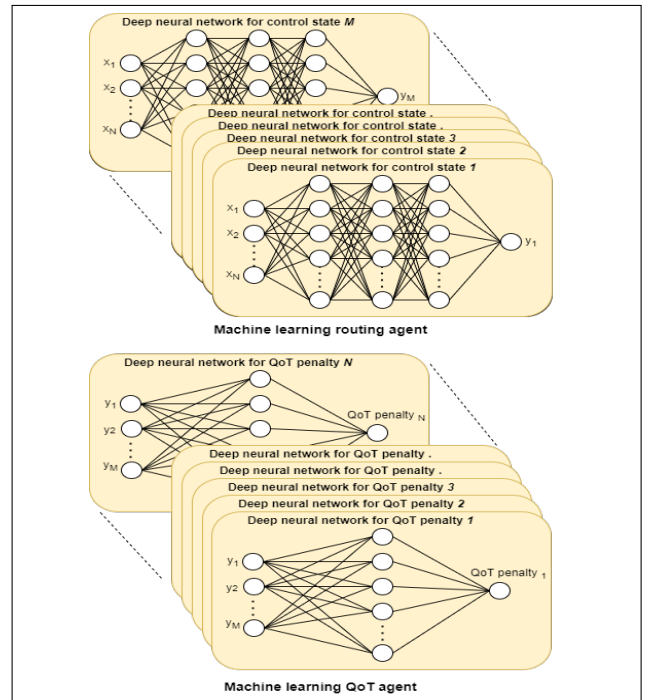 Deep neural network for control state M
x1
x2
xN
yM
Deep neural network for control state .
Deep neural network for control state .
Deep neural network for control state 3
Deep neural network for control state 2
Deep neural network for control state 1
x1
x2
xN
y1
Machine learning routing agent
Deep neural network for QoT penalty N
y1
y2
yM
QoT penalty N
Deep neural network for QoT penalty .
Deep neural network for QoT penalty .
Deep neural network for QoT penalty 3
Deep neural network for QoT penalty 2
Deep neural network for QoT penalty 1
y1
y2
yM
QoT penalty 1
Machine learning QoT agent